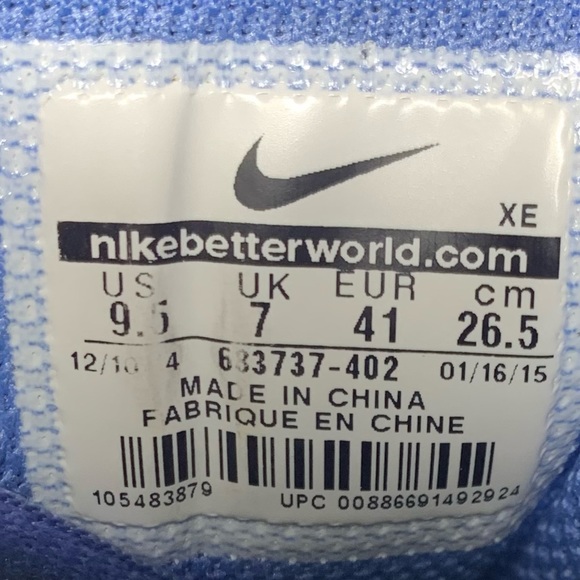 XE
nikebetterworld.com
US UK EUR cm
9.5 7 41 26.5
683737-402 01/16/15
MADE IN CHINA
FABRIQUE EN CHINE
105483879 UPC 00886691492924